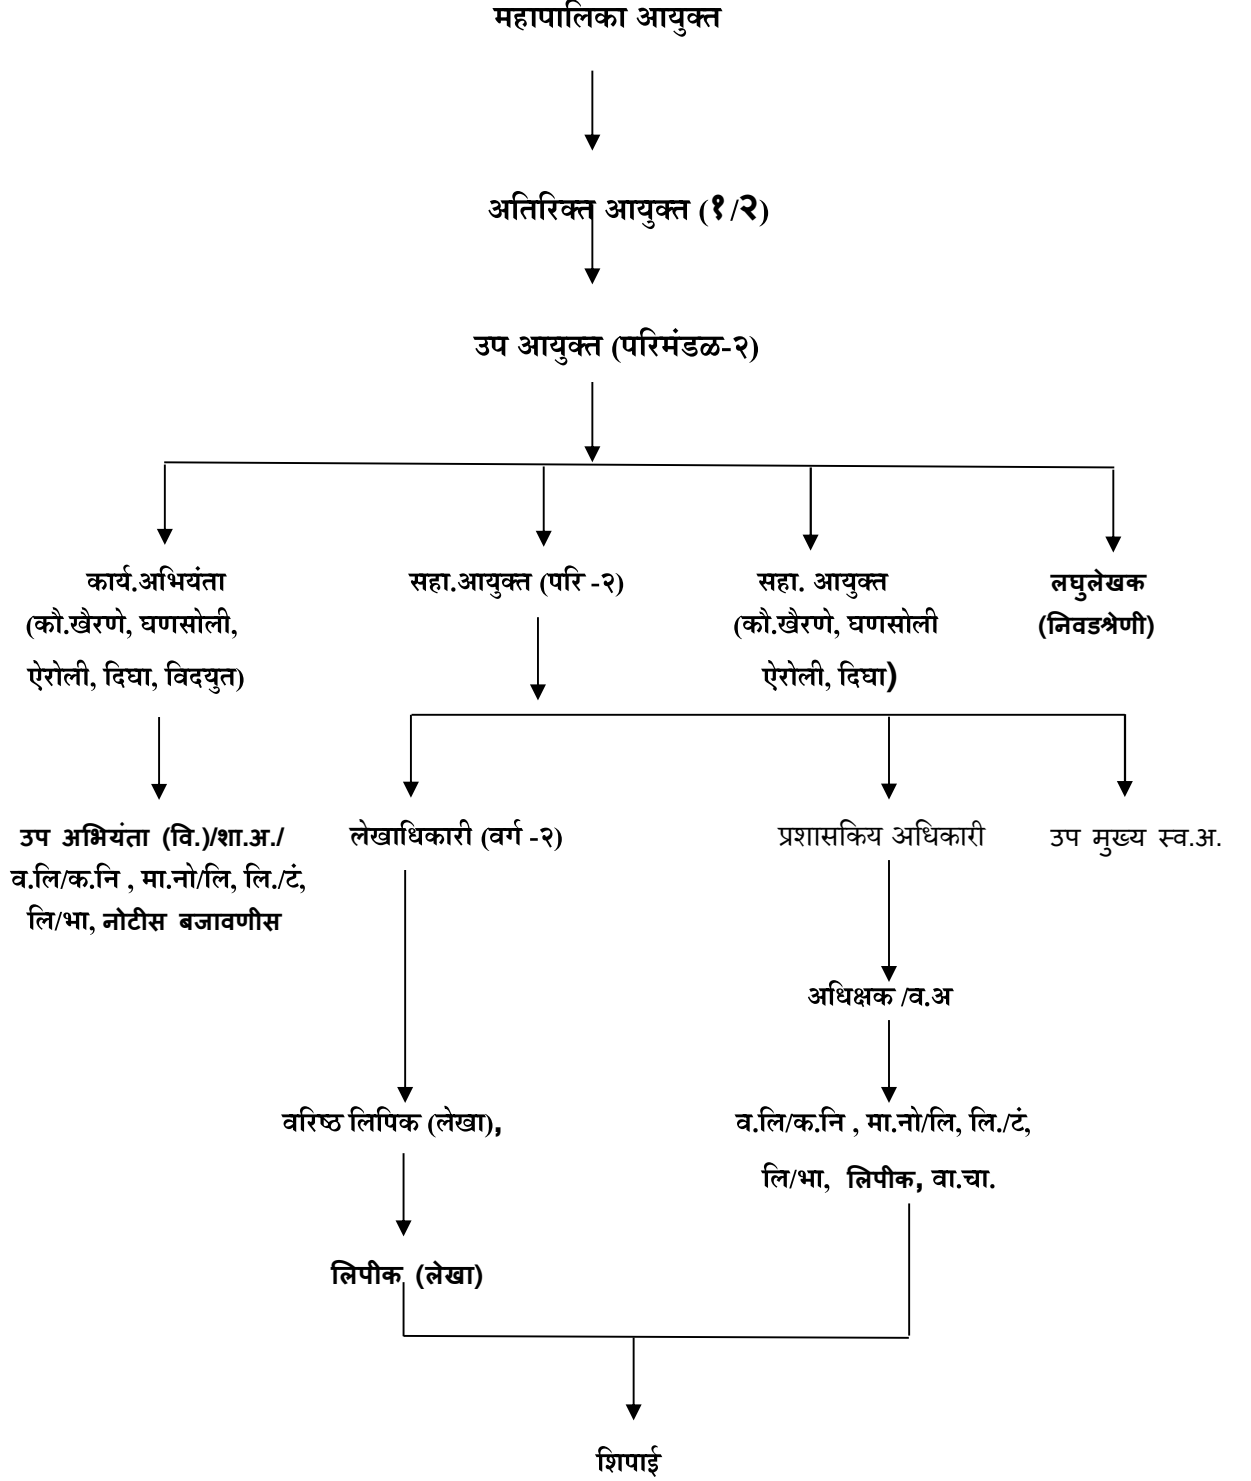 महापालिका आयुक्त
अतिरिक्त आयुक्त (१/२)
उप आयुक्त (परिमंडळ-२)
कार्य.अभियंता
(कौ.खैरणे, घणसोली,
ऐरोली, दिघा, विदयुत)
सहा.आयुक्त (परि -२)
सहा. आयुक्त
(कौ.खैरणे, घणसोली
ऐरोली, दिघा)
लघुलेखक
(निवडश्रेणी)
उप अभियंता (वि.)/शा.अ./
व.लि/क.नि , मा.नो/लि, लि./टं,
लि/भा, नोटीस बजावणीस
लेखाधिकारी (वर्ग -२)
प्रशासकिय अधिकारी
उप मुख्य स्व.अ.
अधिक्षक /व.अ
वरिष्ठ लिपिक (लेखा),
व.लि/क.नि , मा.नो/लि, लि./टं,
लि/भा, लिपीक, वा.चा.
लिपीक (लेखा)
शिपाई